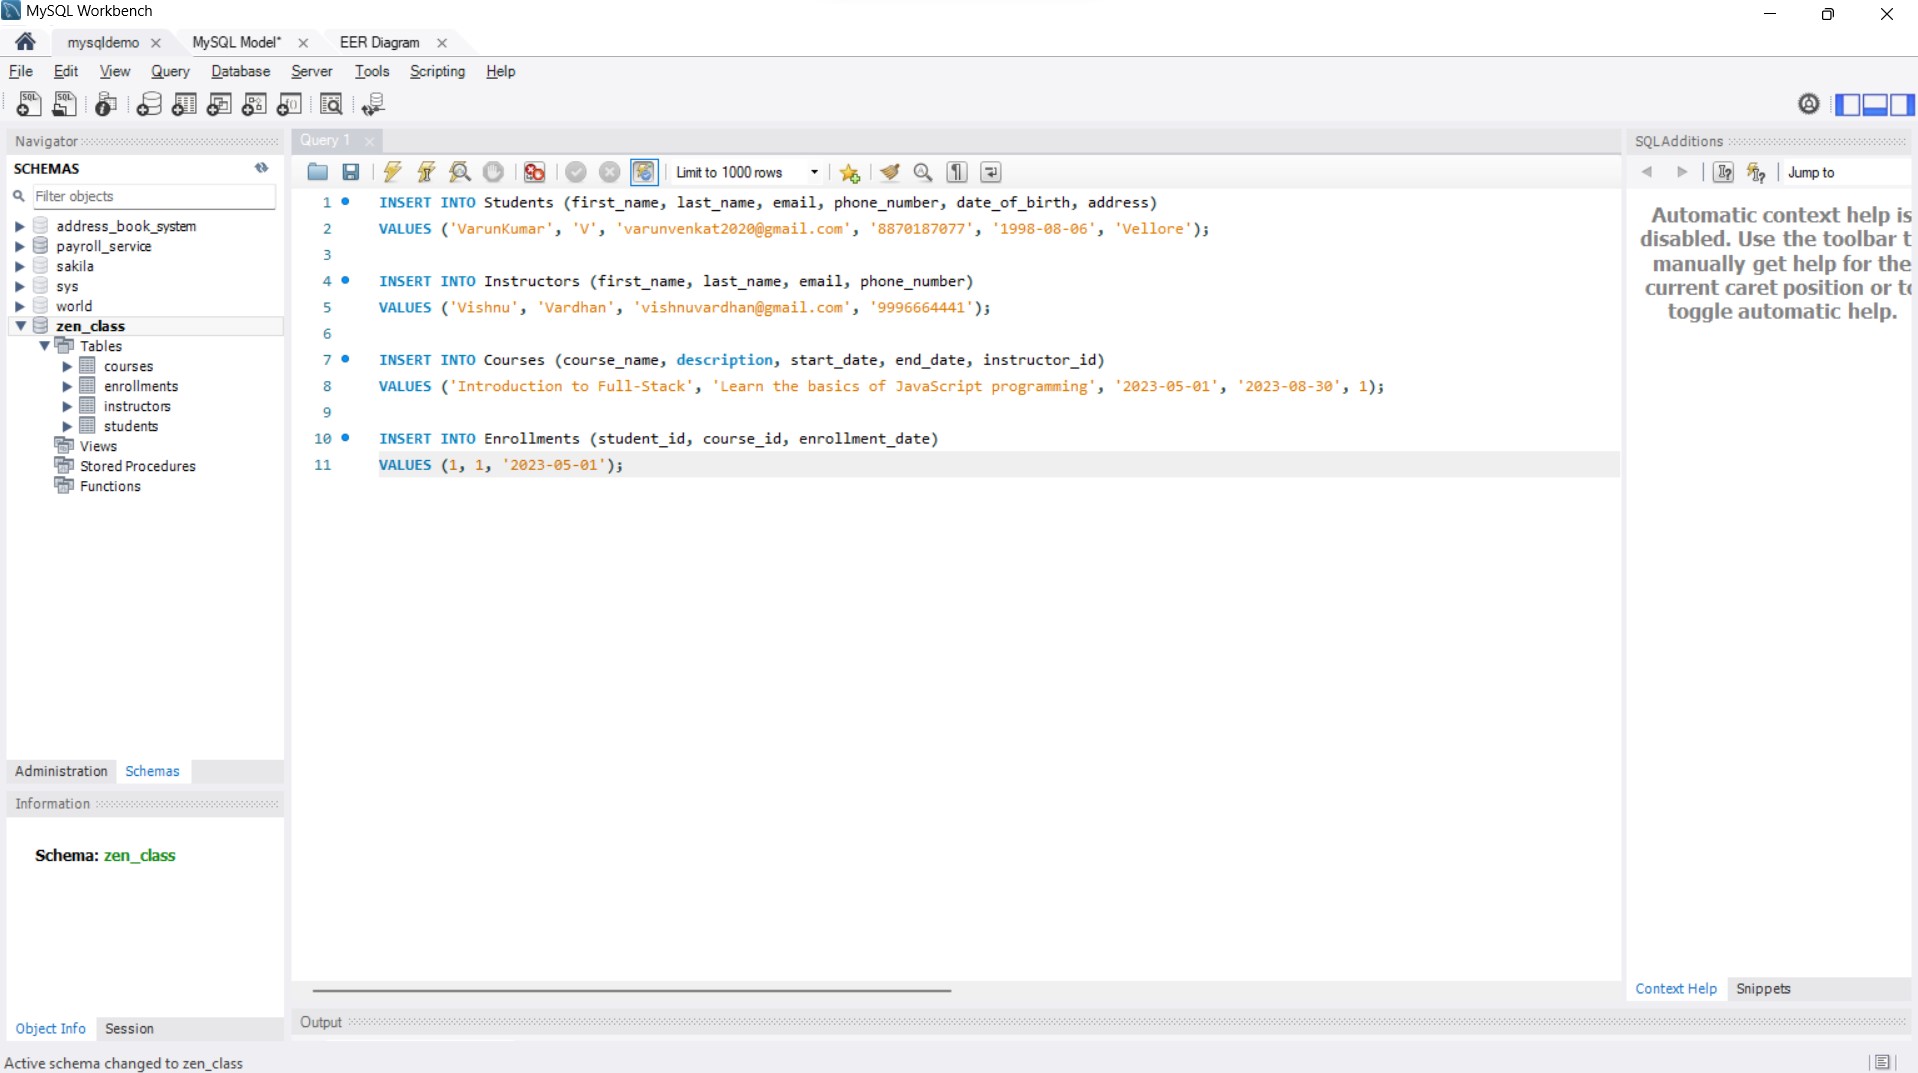 MySQL Workbench
mysqldemo
MySQL Model*
EER Diagram
File Edit View Query Database Server Tools Scripting Help
Navigator
SCHEMAS
Filter objects
address_book_system
payroll_service
sakila
sys
world
zen_class
Tables
courses
enrollments
instructors
students
Views
Stored Procedures
Functions
Administration Schemas
Information
Schema: zen_class
Object Info Session
Query 1
Limit to 1000 rows
1 INSERT INTO Students (first_name, last_name, email, phone_number, date_of_birth, address)
2 VALUES ('VarunKumar', 'V', 'varunvenkat2020@gmail.com', '8870187077', '1998-08-06', 'Vellore');
3
4 INSERT INTO Instructors (first_name, last_name, email, phone_number)
5 VALUES ('Vishnu', 'Vardhan', 'vishnuvardhan@gmail.com', '9996664441');
6
7 INSERT INTO Courses (course_name, description, start_date, end_date, instructor_id)
8 VALUES ('Introduction to Full-Stack', 'Learn the basics of JavaScript programming', '2023-05-01', '2023-08-30', 1);
9
10 INSERT INTO Enrollments (student_id, course_id, enrollment_date)
11 VALUES (1, 1, '2023-05-01');
Output
SQLAdditions
Jump to
Automatic context help is
disabled. Use the toolbar t
manually get help for the
current caret position or to
toggle automatic help.
Context Help Snippets
Active schema changed to zen_class